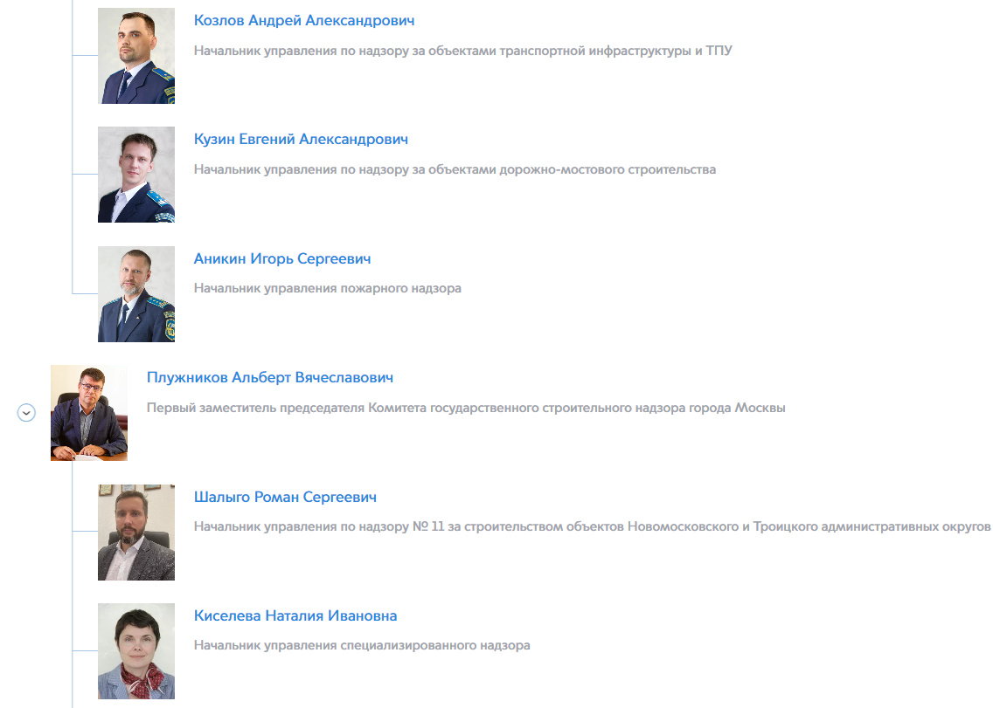 Козлов Андрей Александрович
Начальник управления по надзору за объектами транспортной инфраструктуры и ТПУ
Кузин Евгений Александрович
Начальник управления по надзору за объектами дорожно-мостового строительства
Аникин Игорь Сергеевич
Начальник управления пожарного надзора
Плужников Альберт Вячеславович
Первый заместитель председателя Комитета государственного строительного надзора города Москвы
Шалыго Роман Сергеевич
Начальник управления по надзору № 11 за строительством объектов Новомосковского и Троицкого административных округов
Киселева Наталия Ивановна
Начальник управления специализированного надзора